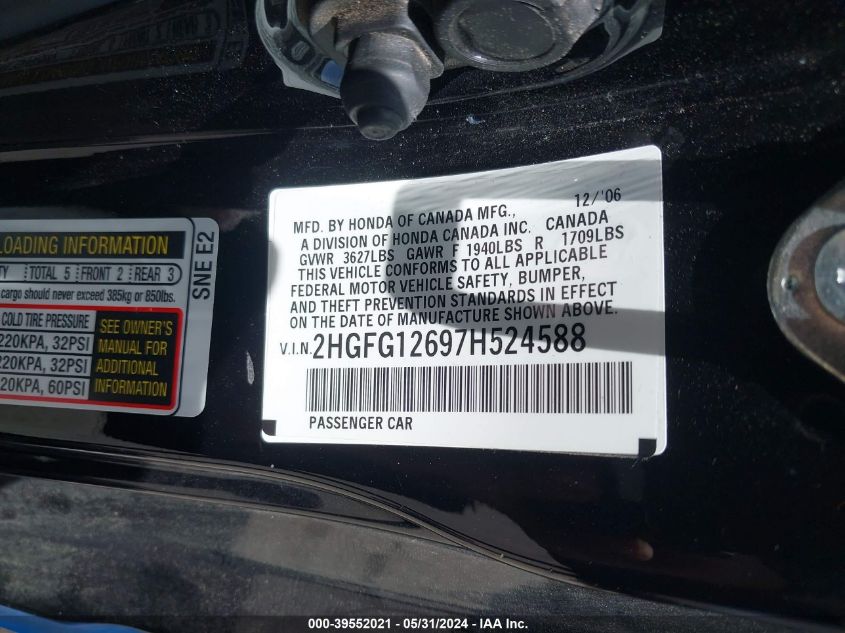 LOADING INFORMATION
TOTAL 5 FRONT 2 REAR 3
cargo should never exceed 385kg or 850lbs.
COLD TIRE PRESSURE
220KPA, 32PSI
220KPA, 32PSI
20KPA, 60PSI
SEE OWNER'S
MANUAL FOR
ADDITIONAL
INFORMATION
SNE E2
12/'06
MFD. BY HONDA OF CANADA MFG.,
A DIVISION OF HONDA CANADA INC. CANADA
GVWR 3627LBS GAWR F 1940LBS R 1709LBS
THIS VEHICLE CONFORMS TO ALL APPLICABLE
FEDERAL MOTOR VEHICLE SAFETY, BUMPER,
AND THEFT PREVENTION STANDARDS IN EFFECT
ON THE DATE OF MANUFACTURE SHOWN ABOVE.
V.I.N. 2HGFG12697H524588
PASSENGER CAR
000-39552021 - 05/31/2024 - IAA Inc.